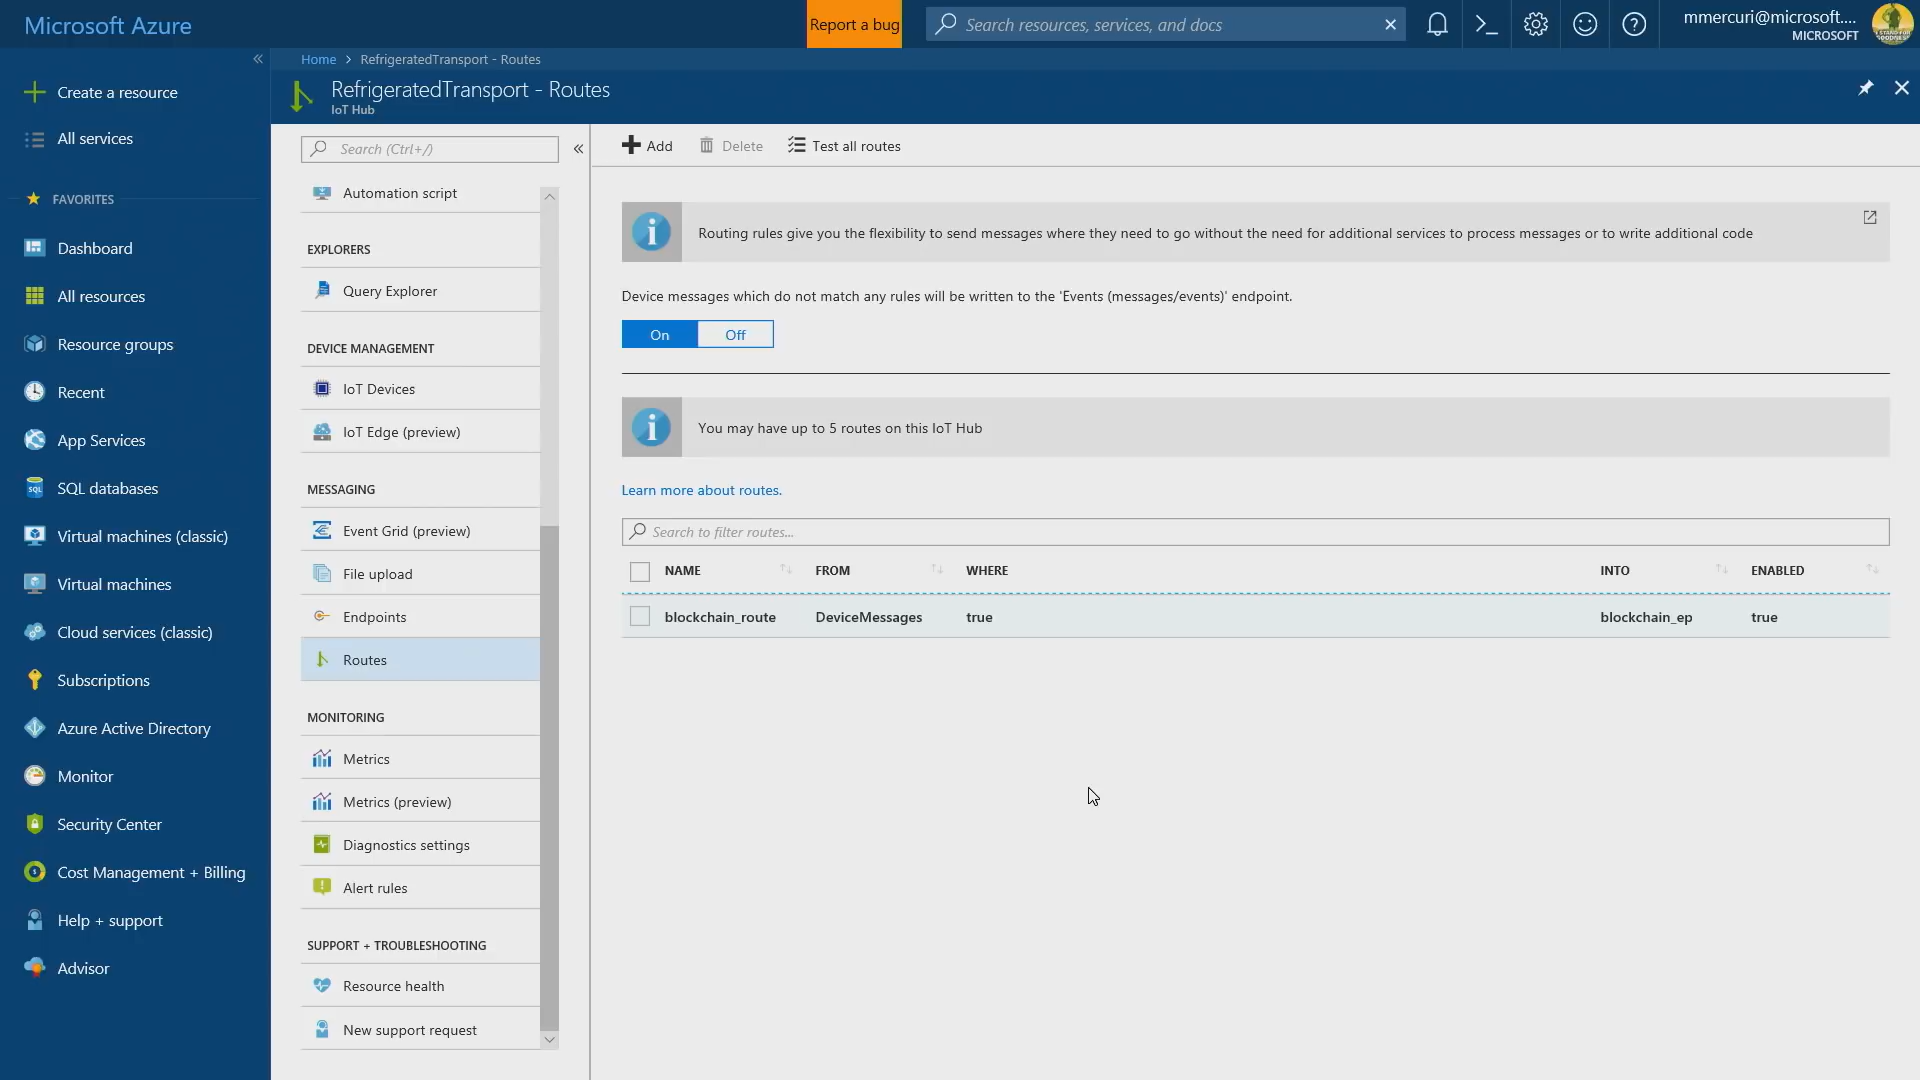 Microsoft Azure
Report a bug
Search resources, services, and docs
mmercuri@microsoft....
MICROSOFT
Home > RefrigeratedTransport - Routes
RefrigeratedTransport - Routes
IoT Hub
Create a resource
All services
FAVORITES
Dashboard
All resources
Resource groups
Recent
App Services
SQL databases
Virtual machines (classic)
Virtual machines
Cloud services (classic)
Subscriptions
Azure Active Directory
Monitor
Security Center
Cost Management + Billing
Help + support
Advisor
Search (Ctrl+/)
Automation script
EXPLORERS
Query Explorer
DEVICE MANAGEMENT
IoT Devices
IoT Edge (preview)
MESSAGING
Event Grid (preview)
File upload
Endpoints
Routes
MONITORING
Metrics
Metrics (preview)
Diagnostics settings
Alert rules
SUPPORT + TROUBLESHOOTING
Resource health
New support request
Add Delete Test all routes
Routing rules give you the flexibility to send messages where they need to go without the need for additional services to process messages or to write additional code
Device messages which do not match any rules will be written to the 'Events (messages/events)' endpoint.
On Off
You may have up to 5 routes on this IoT Hub
Learn more about routes.
Search to filter routes...
NAME FROM WHERE INTO ENABLED
blockchain_route DeviceMessages true blockchain_ep true